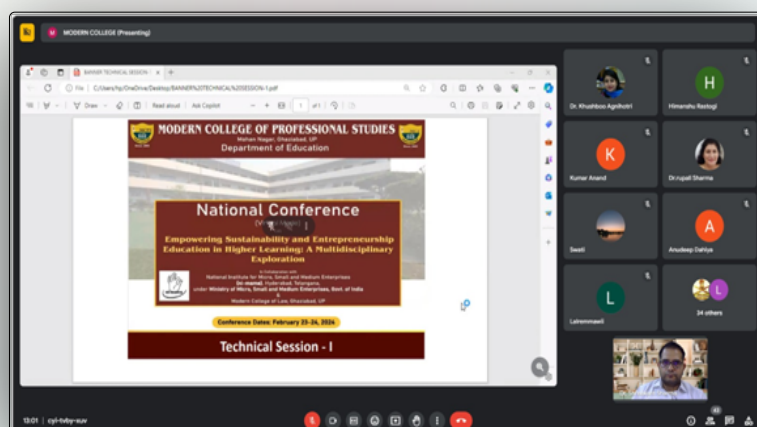 MODERN COLLEGE (Presenting)
BANNER TECHNICAL SESSION -
File | C:/Users/hp/OneDrive/Desktop/BANNER%20TECHNICAL%20SESSION-1.pdf
Draw
Read aloud
Ask Copilot
1
of 1
MODERN COLLEGE OF PROFESSIONAL STUDIES
Mohan Nagar, Ghaziabad, UP
Department of Education
National Conference
Empowering Sustainability and Entrepreneurship
Education in Higher Learning: A Multidisciplinary
Exploration
In Collaboration with
National Institute for Micro, Small and Medium Enterprises
(ni-msme), Hyderabad, Telangana,
under Ministry of Micro, Small and Medium Enterprises, Govt. of India
&
Modern College of Law, Ghaziabad, UP
Conference Dates: February 23-24, 2024
Technical Session - I
Dr. Khushboo Agnihotri
H
Himanshu Rastogi
K
Kumar Anand
Dr.rupali Sharma
Swati
A
Anudeep Dahiya
L
Lalremmawii
L
34 others
13:01 | cyi-tvby-xuv
43